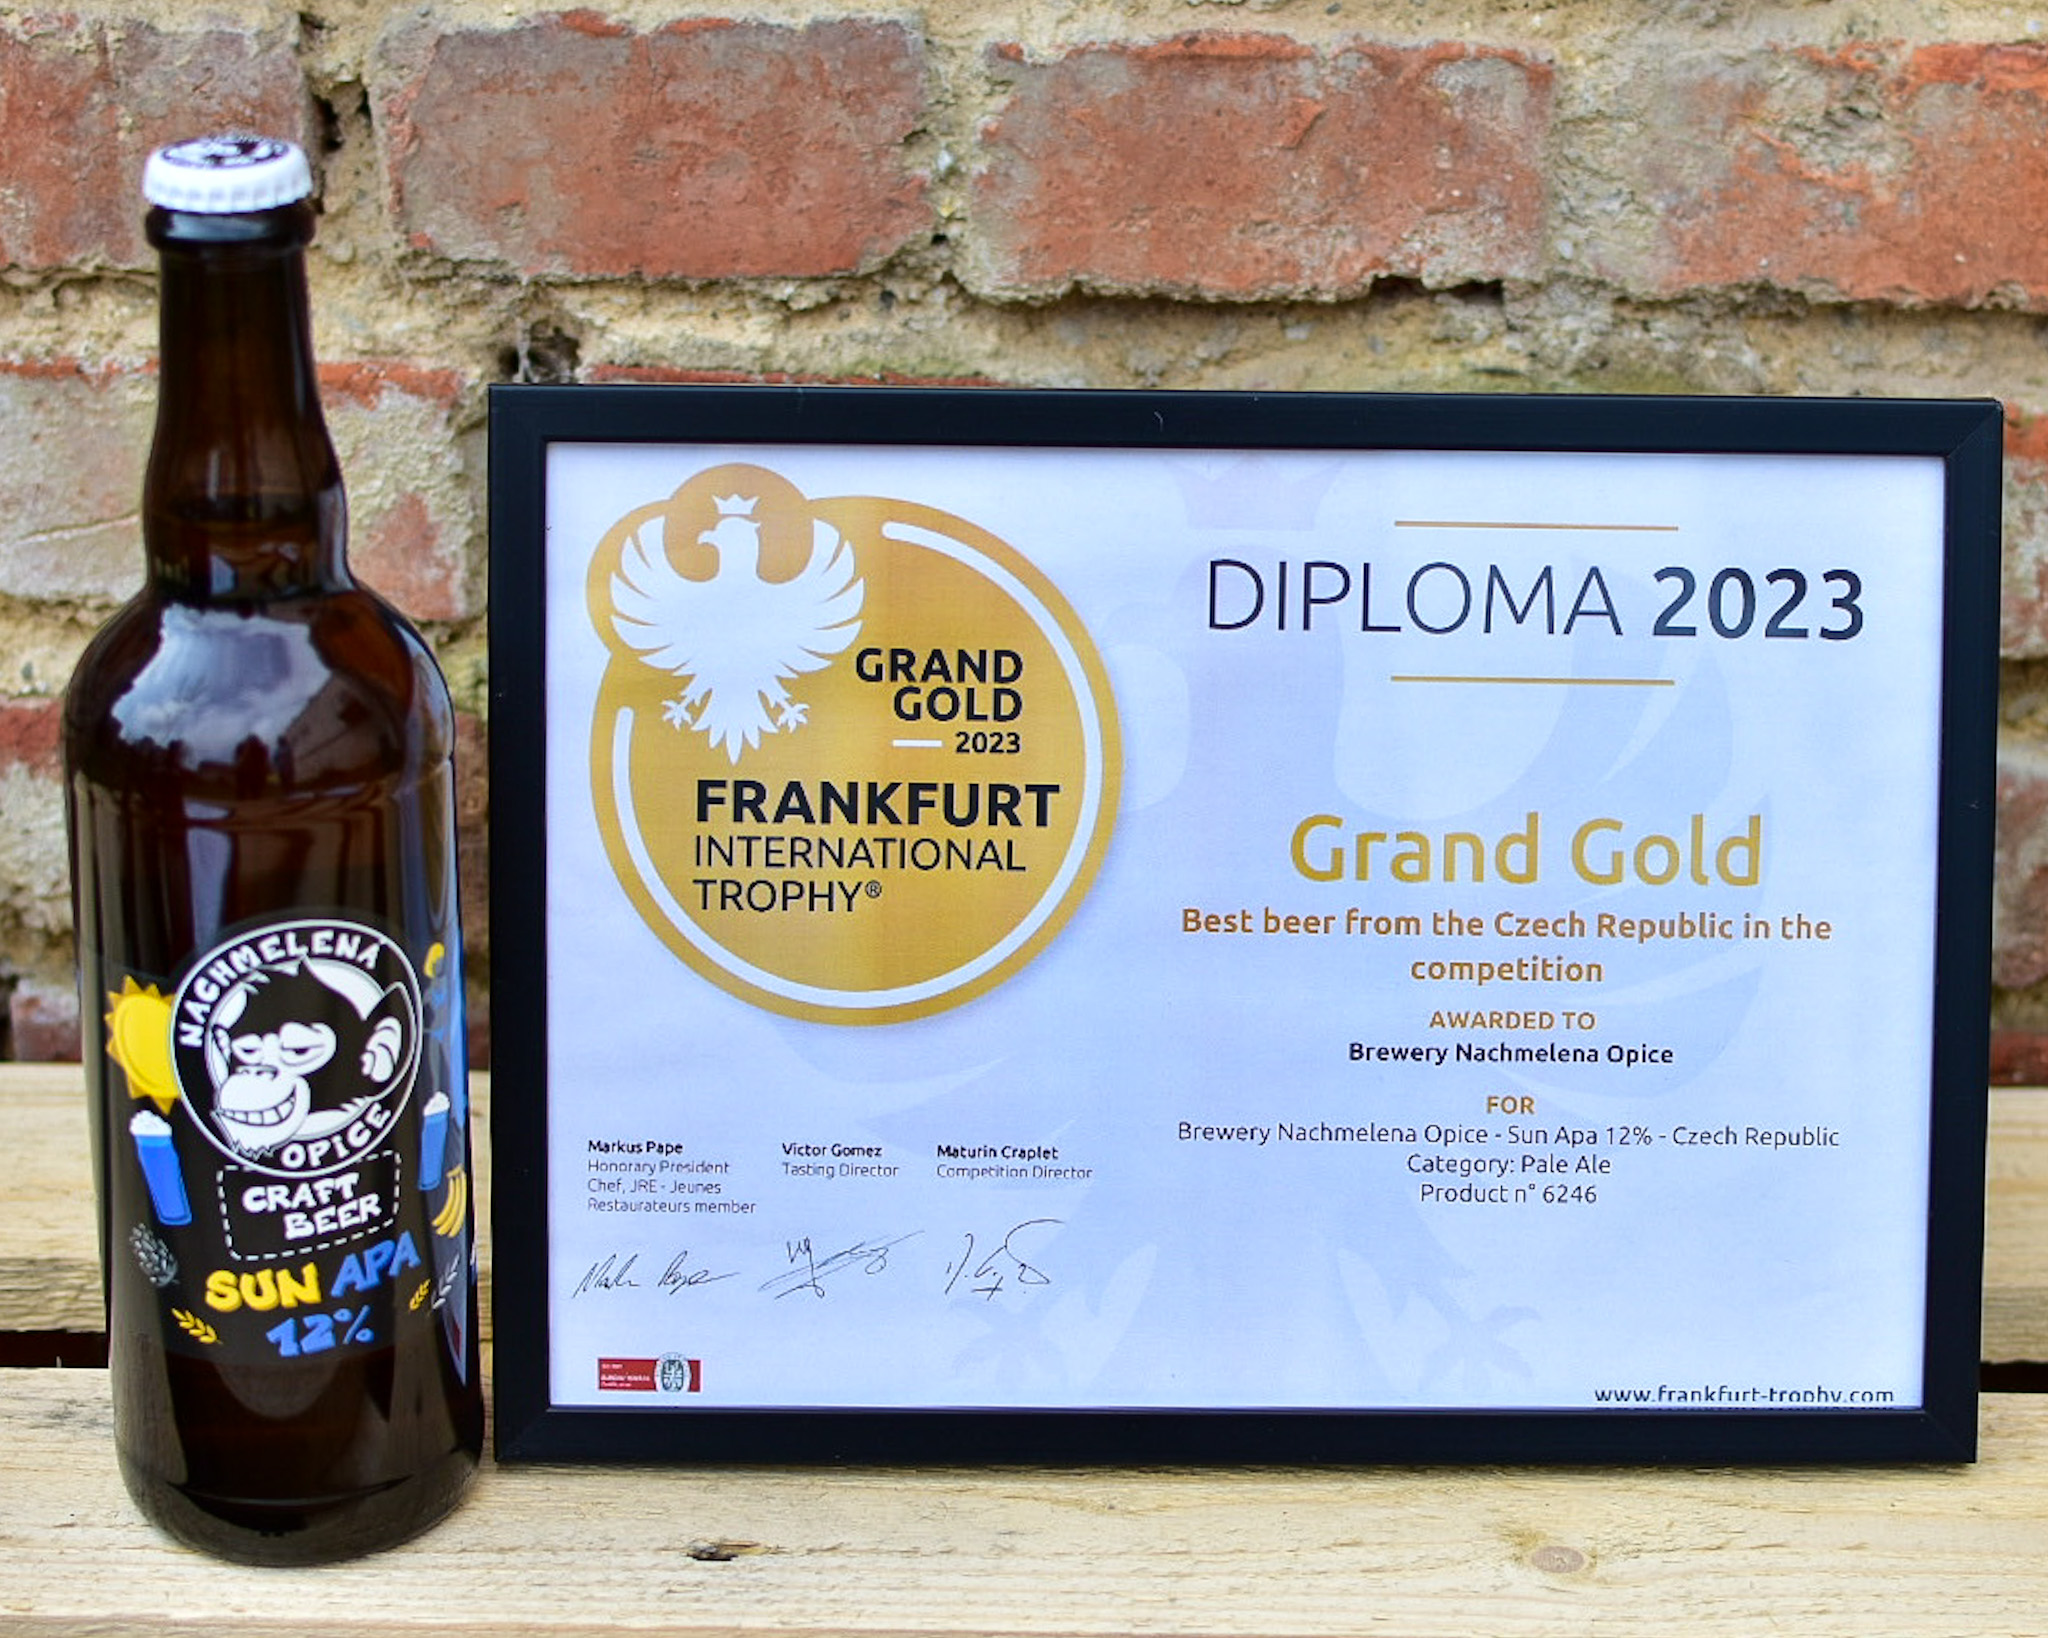 NACHMELENÁ
OPICE
CRAFT
BEER
SUN APA
12%
GRAND
GOLD
2023
FRANKFURT
INTERNATIONAL
TROPHY®
DIPLOMA 2023
Grand Gold
Best beer from the Czech Republic in the
competition
AWARDED TO
Brewery Nachmelena Opice
FOR
Brewery Nachmelena Opice - Sun Apa 12% - Czech Republic
Category: Pale Ale
Product n° 6246
Markus Pape
Honorary President
Chef, JRE - Jeunes
Restaurateurs member
Victor Gomez
Tasting Director
Maturin Craplet
Competition Director
www.frankfurt-trophy.com